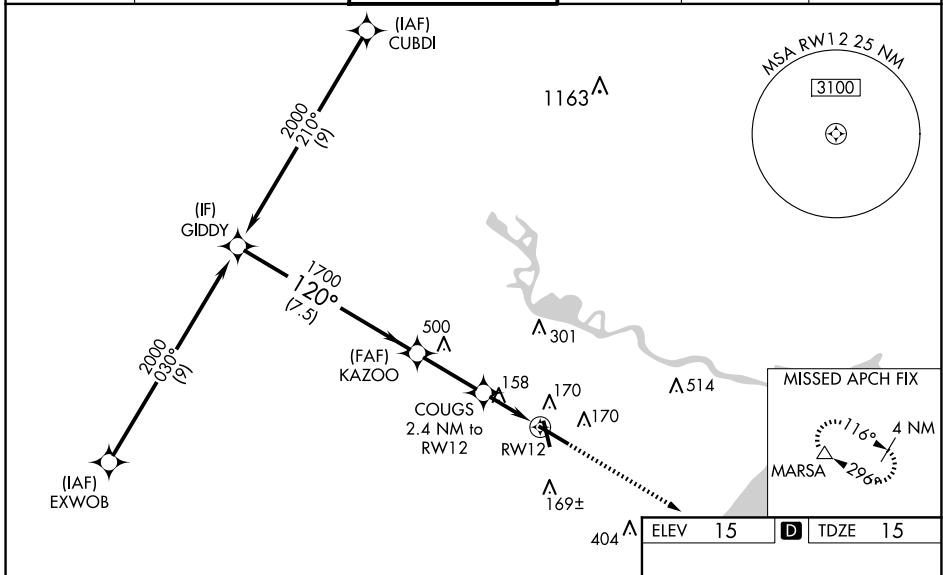 (IAF)
CUBDI
MSA RW12 25 NM
3100
1163
2000
210°
(9)
(IF)
GIDDY
1700
120°
(7.5)
500
301
(FAF)
KAZOO
2000
030°
(9)
158
514
MISSED APCH FIX
COUGS
2.4 NM to
RW12
170
170
RW12
116°
4 NM
MARSA
296°
(IAF)
EXWOB
169±
404
ELEV 15 D TDZE 15